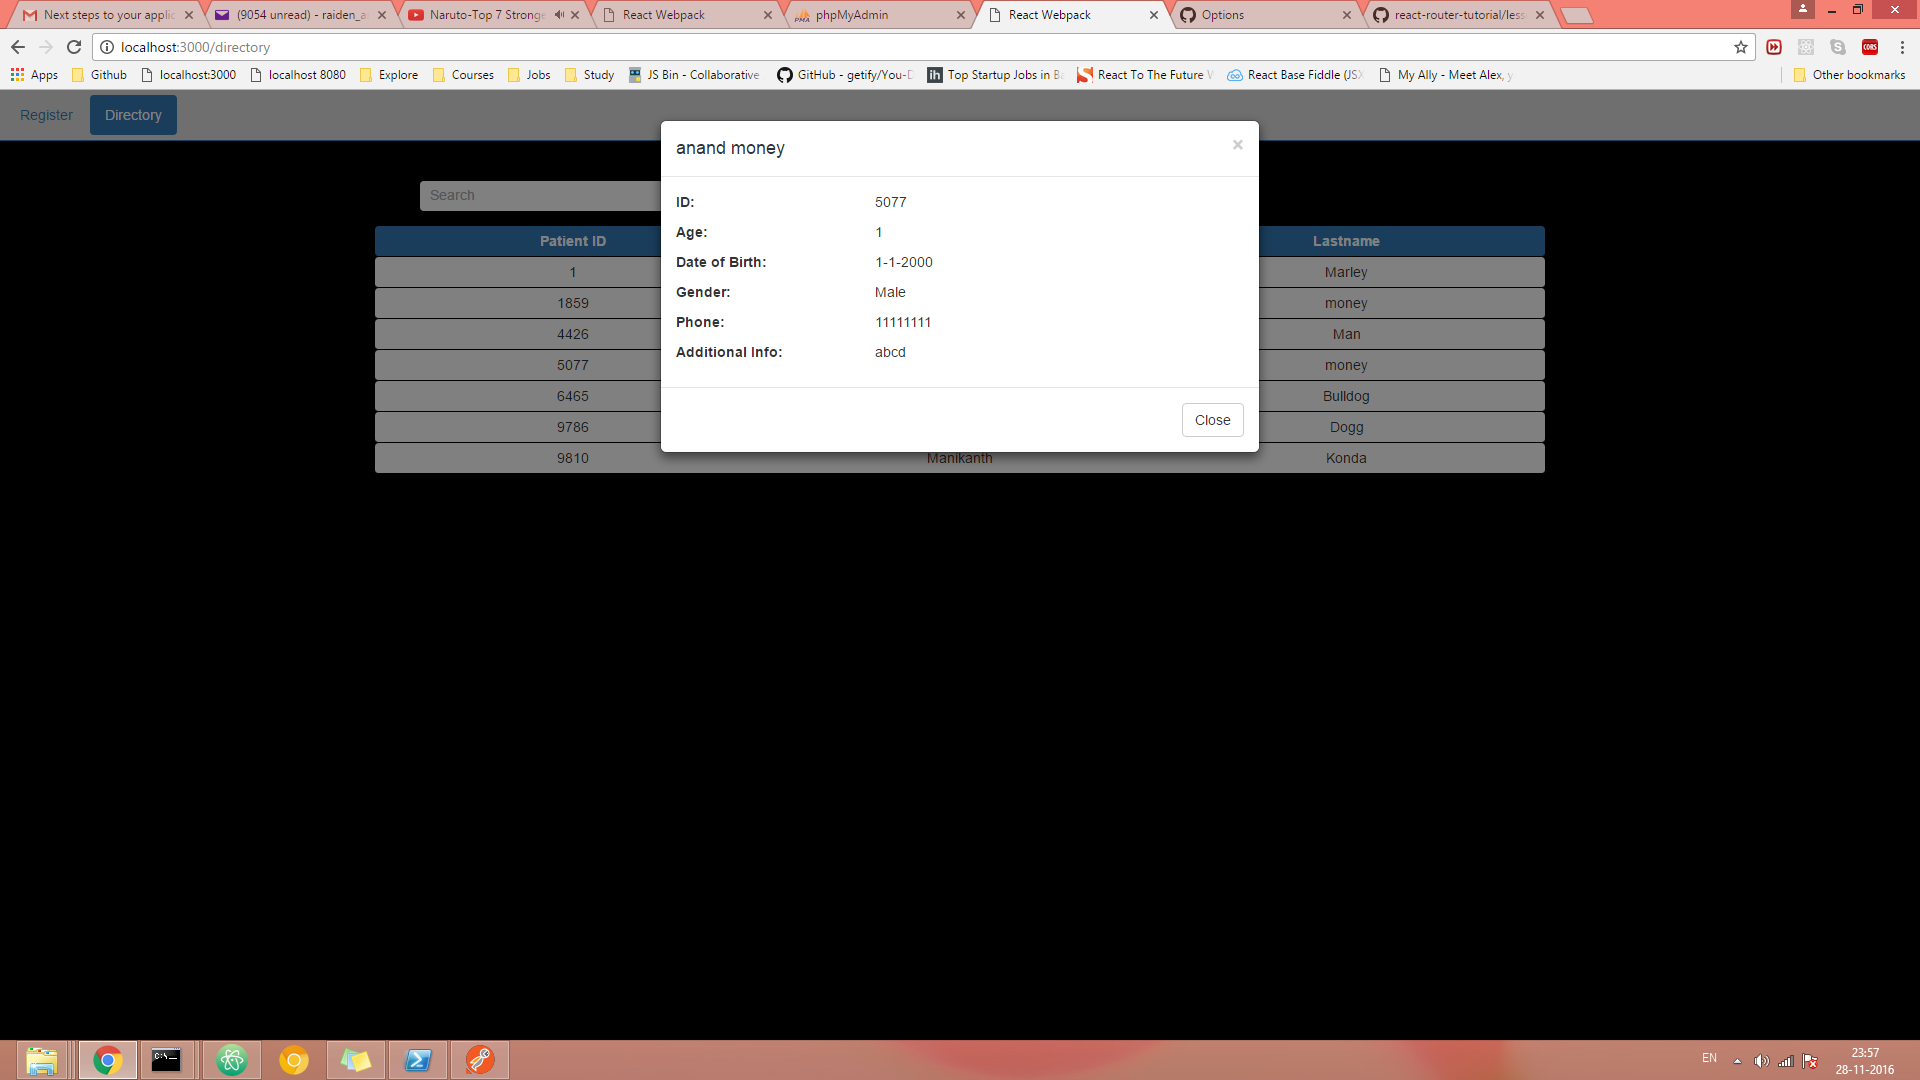 Next steps to your applic
(9054 unread) - raiden_a
Naruto-Top 7 Stronge
React Webpack
phpMyAdmin
React Webpack
Options
react-router-tutorial/less
localhost:3000/directory
Apps
Github
localhost:3000
localhost 8080
Explore
Courses
Jobs
Study
JS Bin - Collaborative
GitHub - getify/You-D
Top Startup Jobs in Ba
React To The Future W
React Base Fiddle (JSX
My Ally - Meet Alex, y
Other bookmarks
Register
Directory
anand money
×
Search
ID: 5077
Age: 1
Date of Birth: 1-1-2000
Gender: Male
Phone: 11111111
Additional Info: abcd
Close
Patient ID Lastname
1 Marley
1859 money
4426 Man
5077 money
6465 Bulldog
9786 Dogg
9810 Manikanth Konda
EN
23:57
28-11-2016